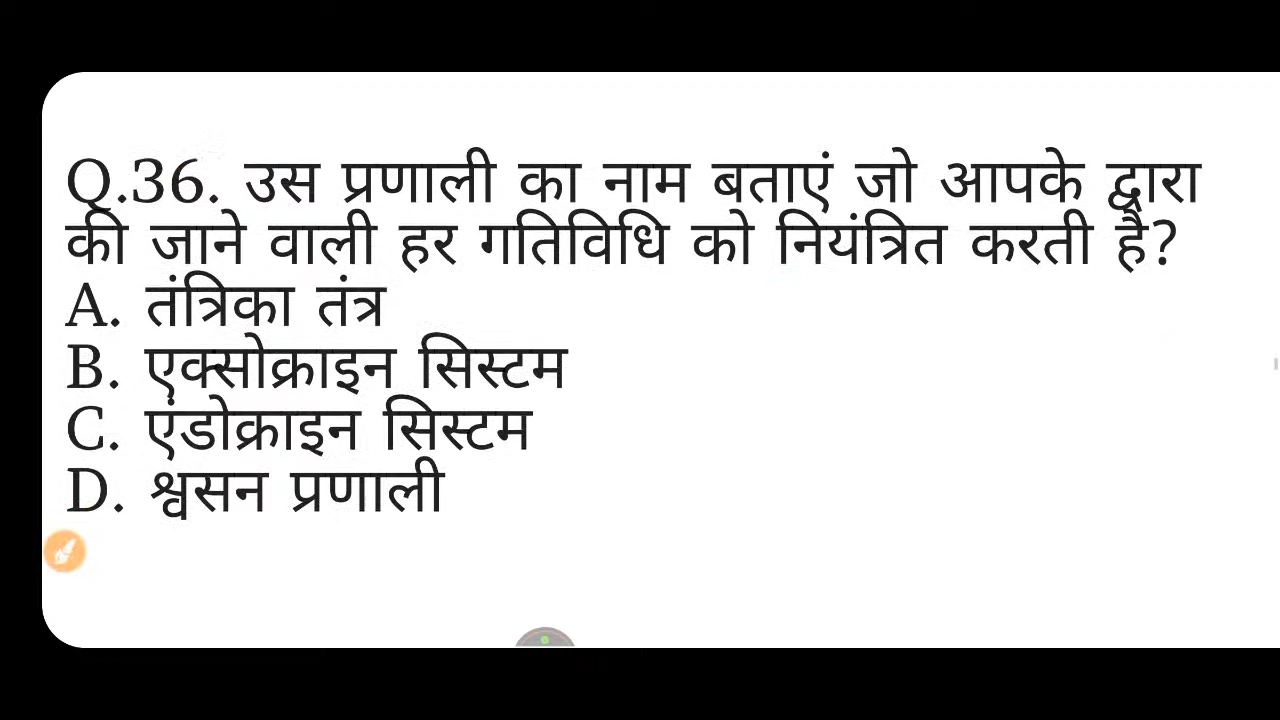 Q.36. उस प्रणाली का नाम बताएं जो आपके द्वारा
की जाने वाली हर गतिविधि को नियंत्रित करती है?
A. तंत्रिका तंत्र
B. एक्सोक्राइन सिस्टम
C. एंडोक्राइन सिस्टम
D. श्वसन प्रणाली